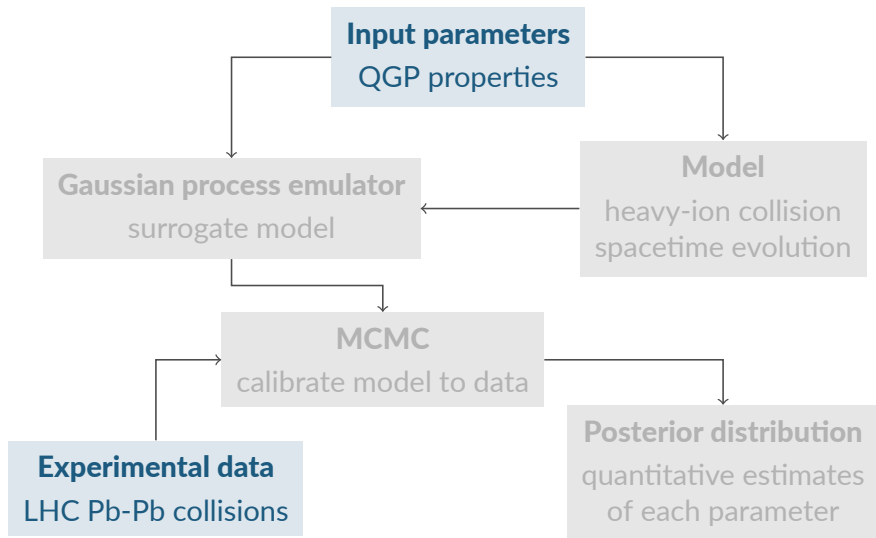 Input parameters
QGP properties
Gaussian process emulator
surrogate model
Model
heavy-ion collision
spacetime evolution
MCMC
calibrate model to data
Experimental data
LHC Pb-Pb collisions
Posterior distribution
quantitative estimates
of each parameter